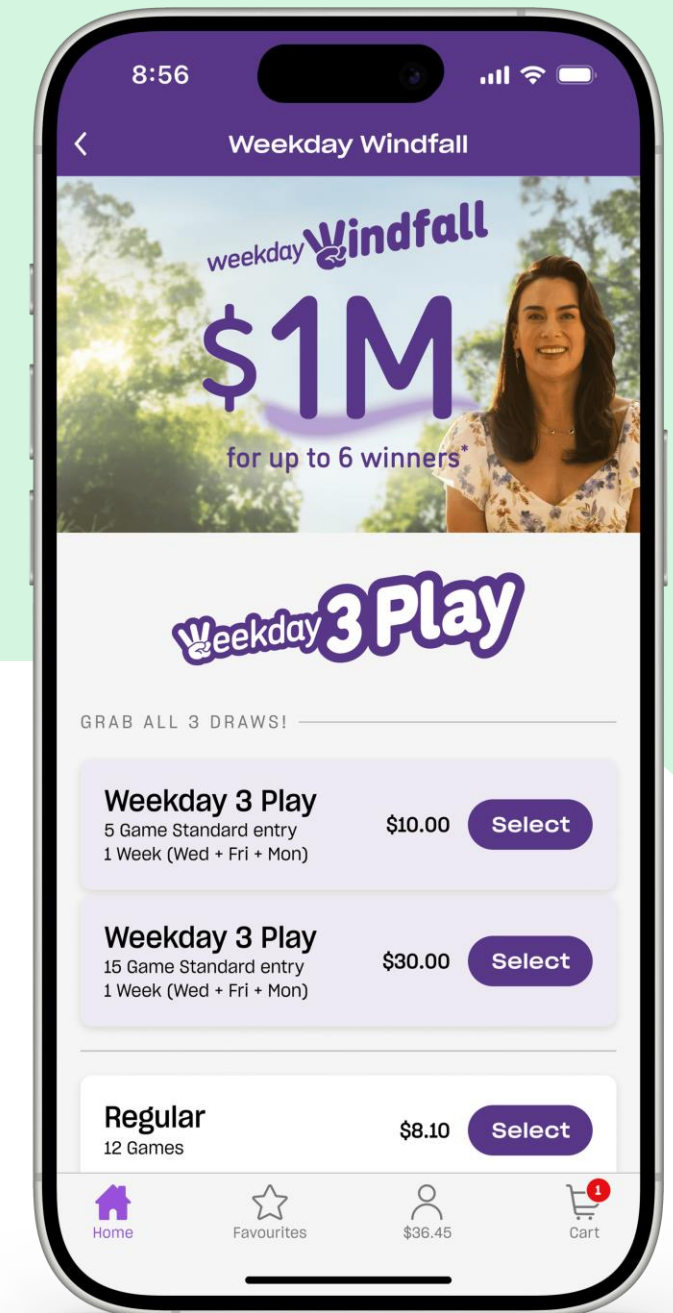 8:56
Weekday Windfall
weekday Windfall
$1M
for up to 6 winners*
Weekday 3 Play
GRAB ALL 3 DRAWS!
Weekday 3 Play
5 Game Standard entry
1 Week (Wed + Fri + Mon)
$10.00
Select
Weekday 3 Play
15 Game Standard entry
1 Week (Wed + Fri + Mon)
$30.00
Select
Regular
12 Games
$8.10
Select
Home
Favourites
$36.45
1
Cart